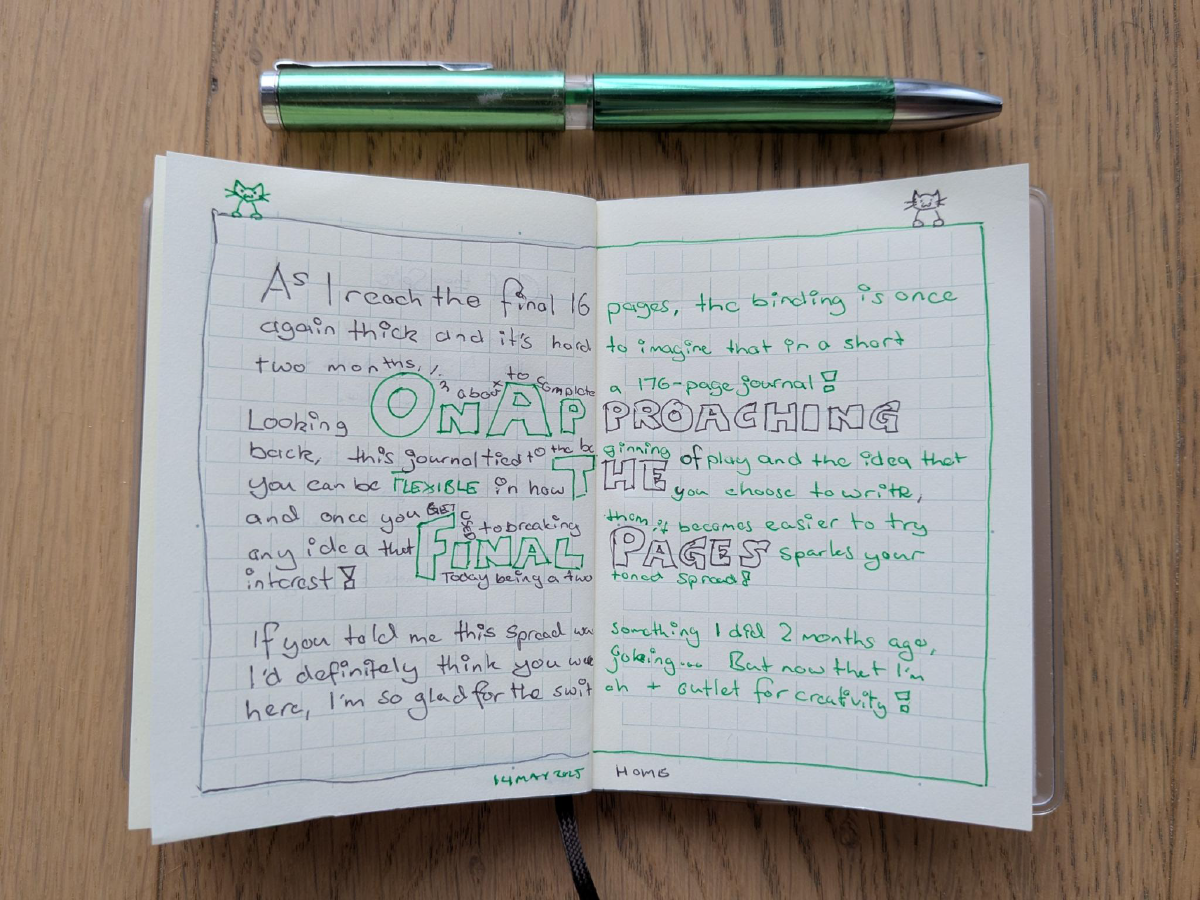 As I reach the final 16 pages, the binding is once
again thick and it's hard to imagine that in a short
two months, I'm about to complete a 176-page journal!
ON APPROACHING
Looking
back, this journal tied to the beginning of play and the idea that
THE
you can be FLEXIBLE in how you choose to write,
and once you get used to breaking them, it becomes easier to try
any idea that sparks your
FINAL PAGES
interest! Today being a two toned spread!
If you told me this spread was something I did 2 months ago,
I'd definitely think you were joking... But now that I'm
here, I'm so glad for the switch + outlet for creativity!
14 MAY 2025 HOME